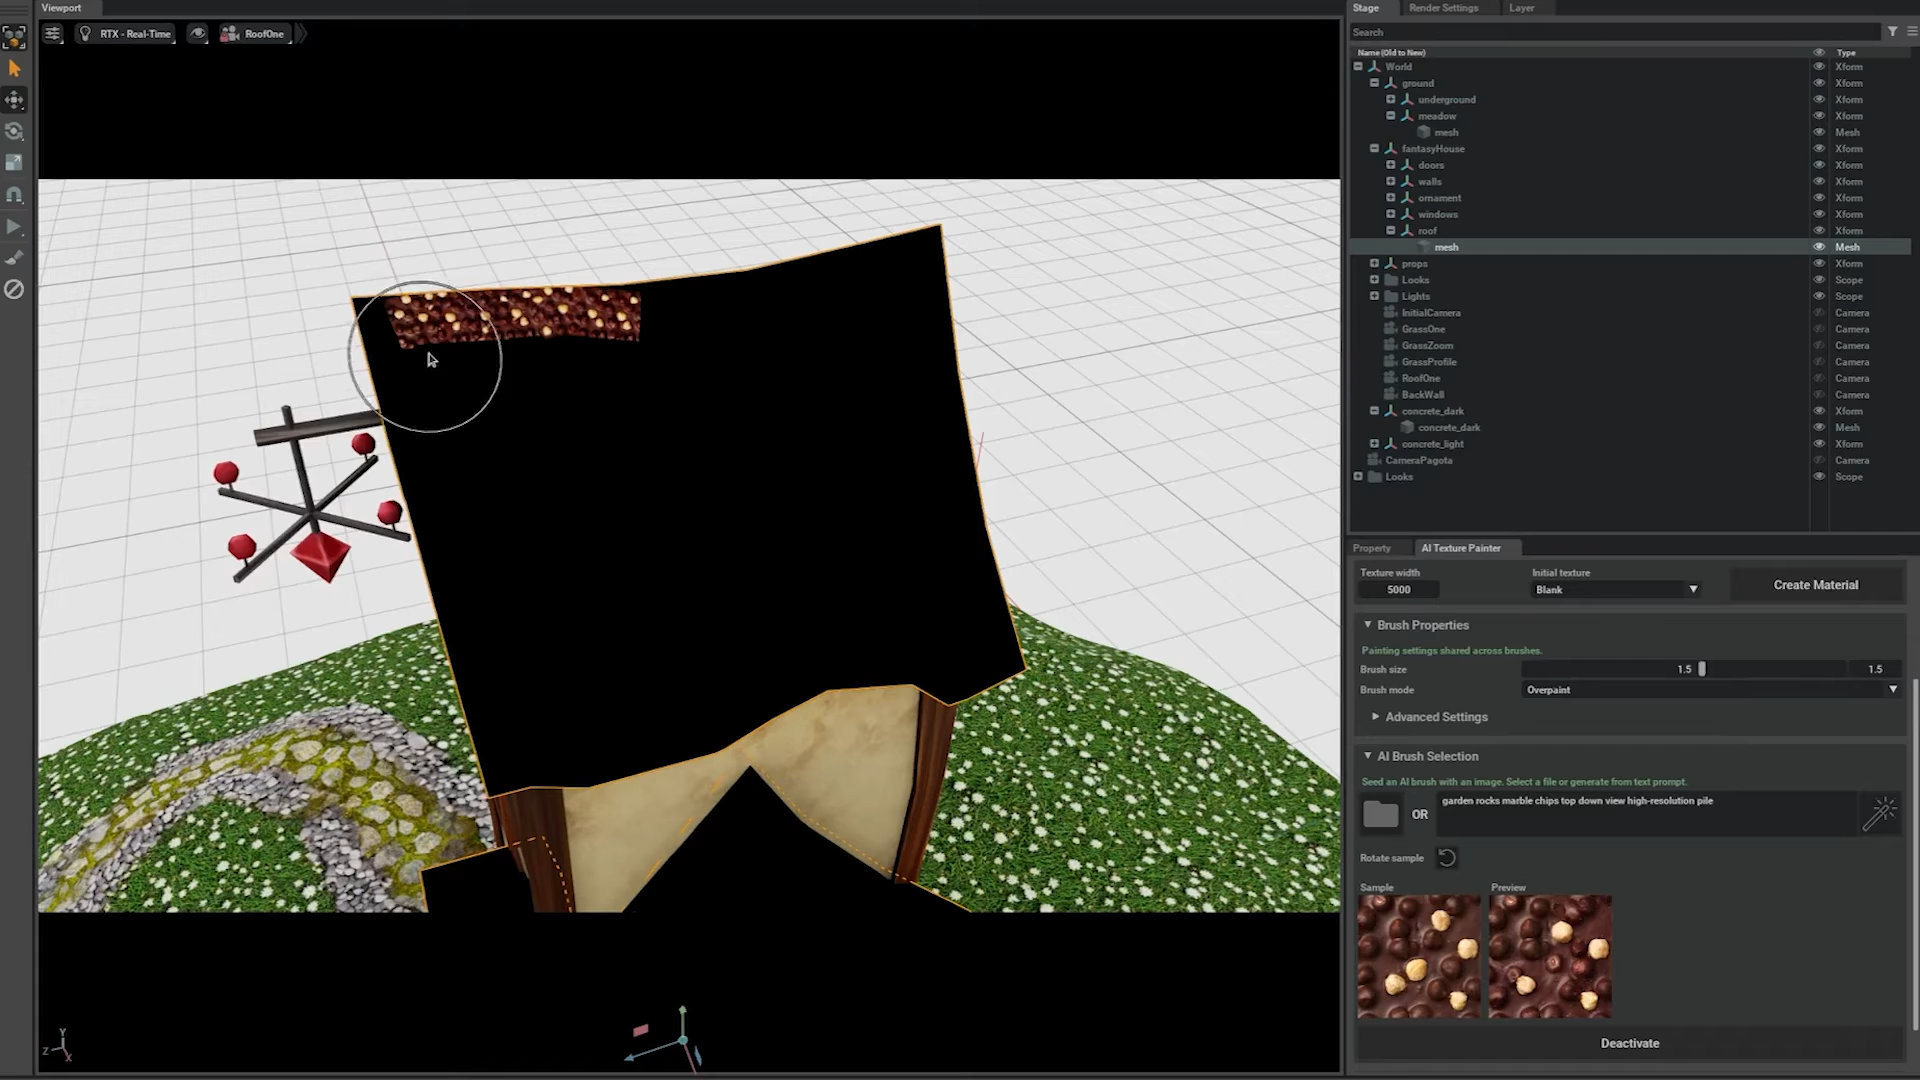 Viewport
RTX - Real-Time
RoofOne
Stage
Render Settings
Layer
Search
Name (Old to New)
Type
World
Xform
ground
Xform
underground
Xform
meadow
Xform
mesh
Mesh
fantasyHouse
Xform
doors
Xform
walls
Xform
ornament
Xform
windows
Xform
roof
Xform
mesh
Mesh
props
Xform
Looks
Scope
Lights
Scope
InitialCamera
Camera
GrassOne
Camera
GrassZoom
Camera
GrassProfile
Camera
RoofOne
Camera
BackWall
Camera
concrete_dark
Xform
concrete_dark
Mesh
concrete_light
Xform
CameraPagota
Camera
Looks
Scope
Property
AI Texture Painter
Texture width
5000
Initial texture
Blank
Create Material
Brush Properties
Painting settings shared across brushes.
Brush size
1.5
1.5
Brush mode
Overpaint
Advanced Settings
AI Brush Selection
Seed an AI brush with an image. Select a file or generate from text prompt.
OR
garden rocks marble chips top down view high-resolution pile
Rotate sample
Sample
Preview
Deactivate
Y
Z
X